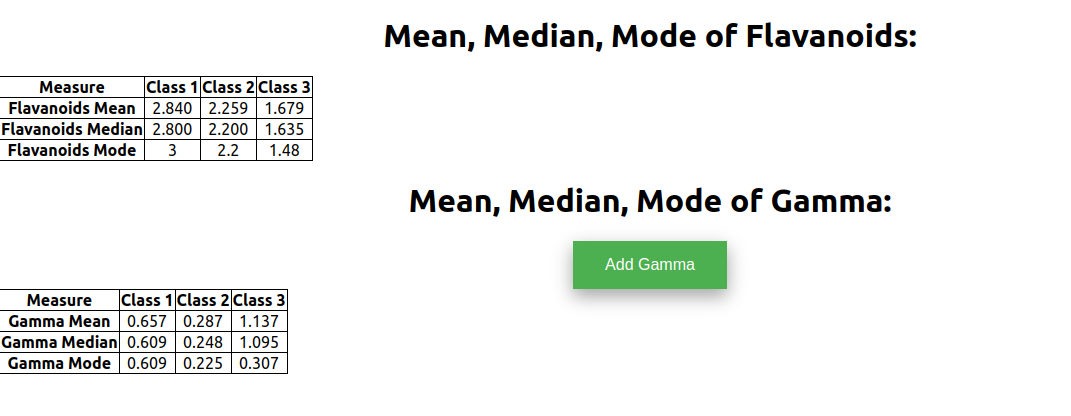 Mean, Median, Mode of Flavanoids:
Measure Class 1 Class 2 Class 3
Flavanoids Mean 2.840 2.259 1.679
Flavanoids Median 2.800 2.200 1.635
Flavanoids Mode 3 2.2 1.48
Mean, Median, Mode of Gamma:
Add Gamma
Measure Class 1 Class 2 Class 3
Gamma Mean 0.657 0.287 1.137
Gamma Median 0.609 0.248 1.095
Gamma Mode 0.609 0.225 0.307